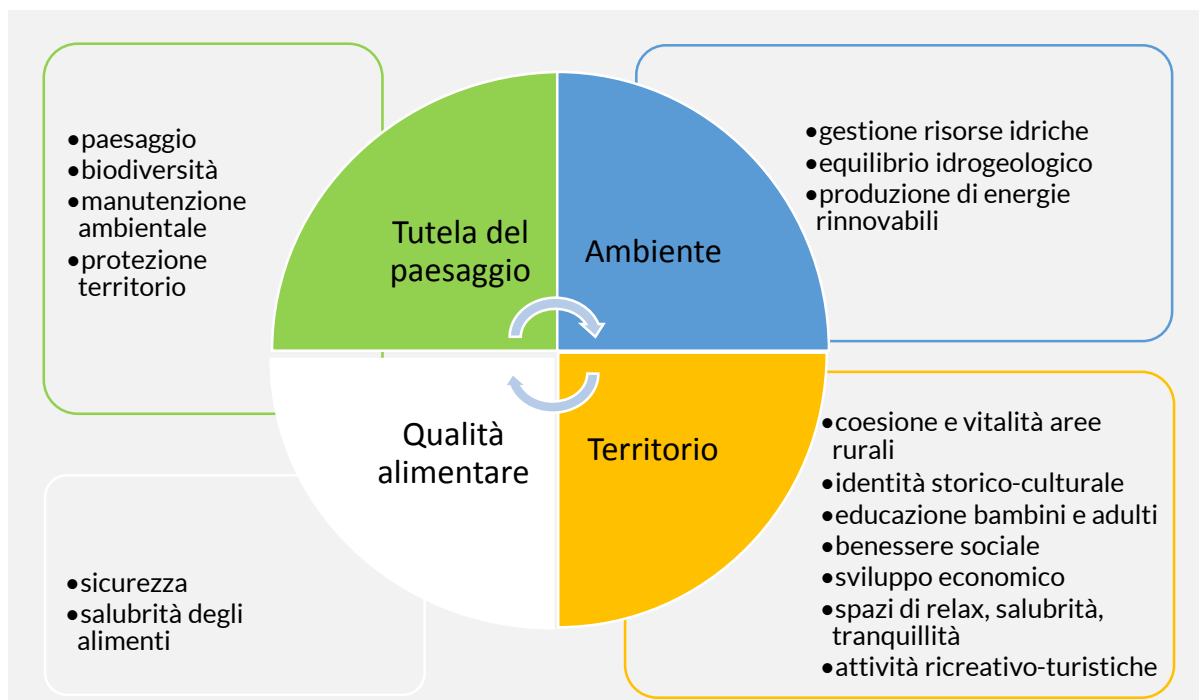 •paesaggio
•biodiversità
•manutenzione
ambientale
•protezione
territorio
Tutela del
paesaggio
Ambiente
•gestione risorse idriche
•equilibrio idrogeologico
•produzione di energie
rinnovabili
Qualità
alimentare
Territorio
•sicurezza
•salubrità degli
alimenti
•coesione e vitalità aree
rurali
•identità storico-culturale
•educazione bambini e adulti
•benessere sociale
•sviluppo economico
•spazi di relax, salubrità,
tranquillità
•attività ricreativo-turistiche